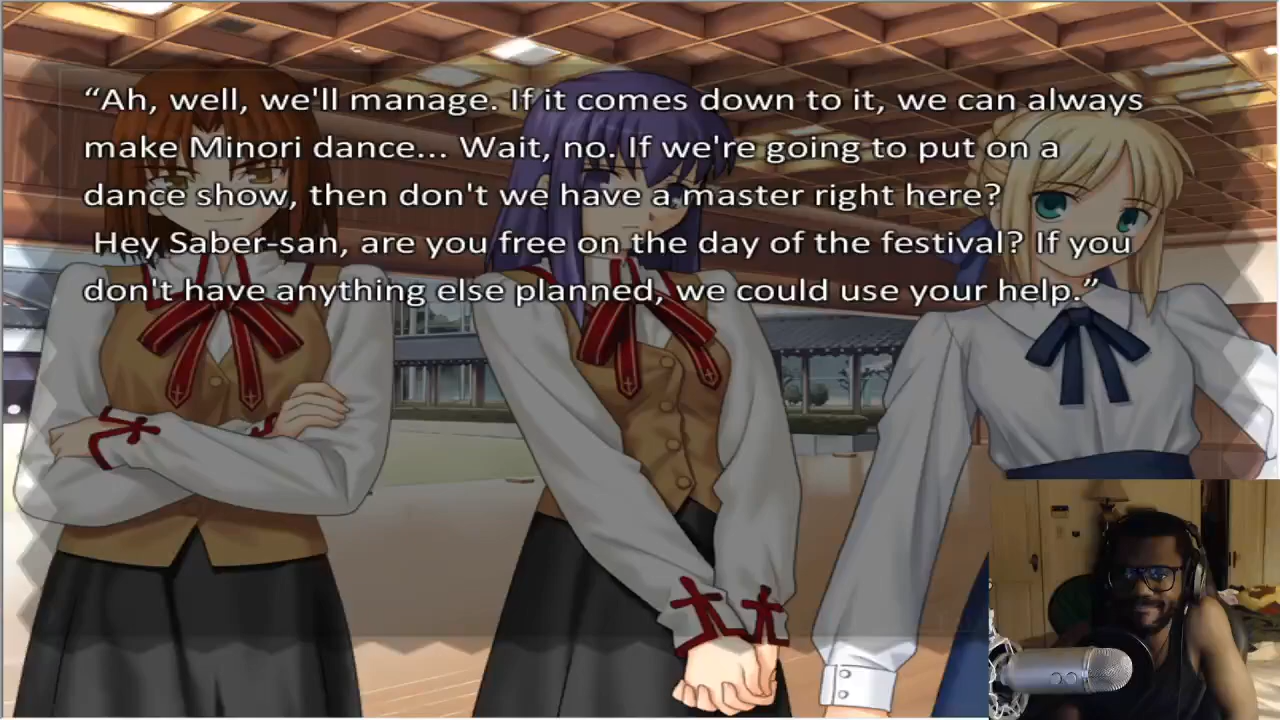 “Ah, well, we'll manage. If it comes down to it, we can always
make Minori dance... Wait, no. If we're going to put on a
dance show, then don't we have a master right here?
Hey Saber-san, are you free on the day of the festival? If you
don't have anything else planned, we could use your help.”